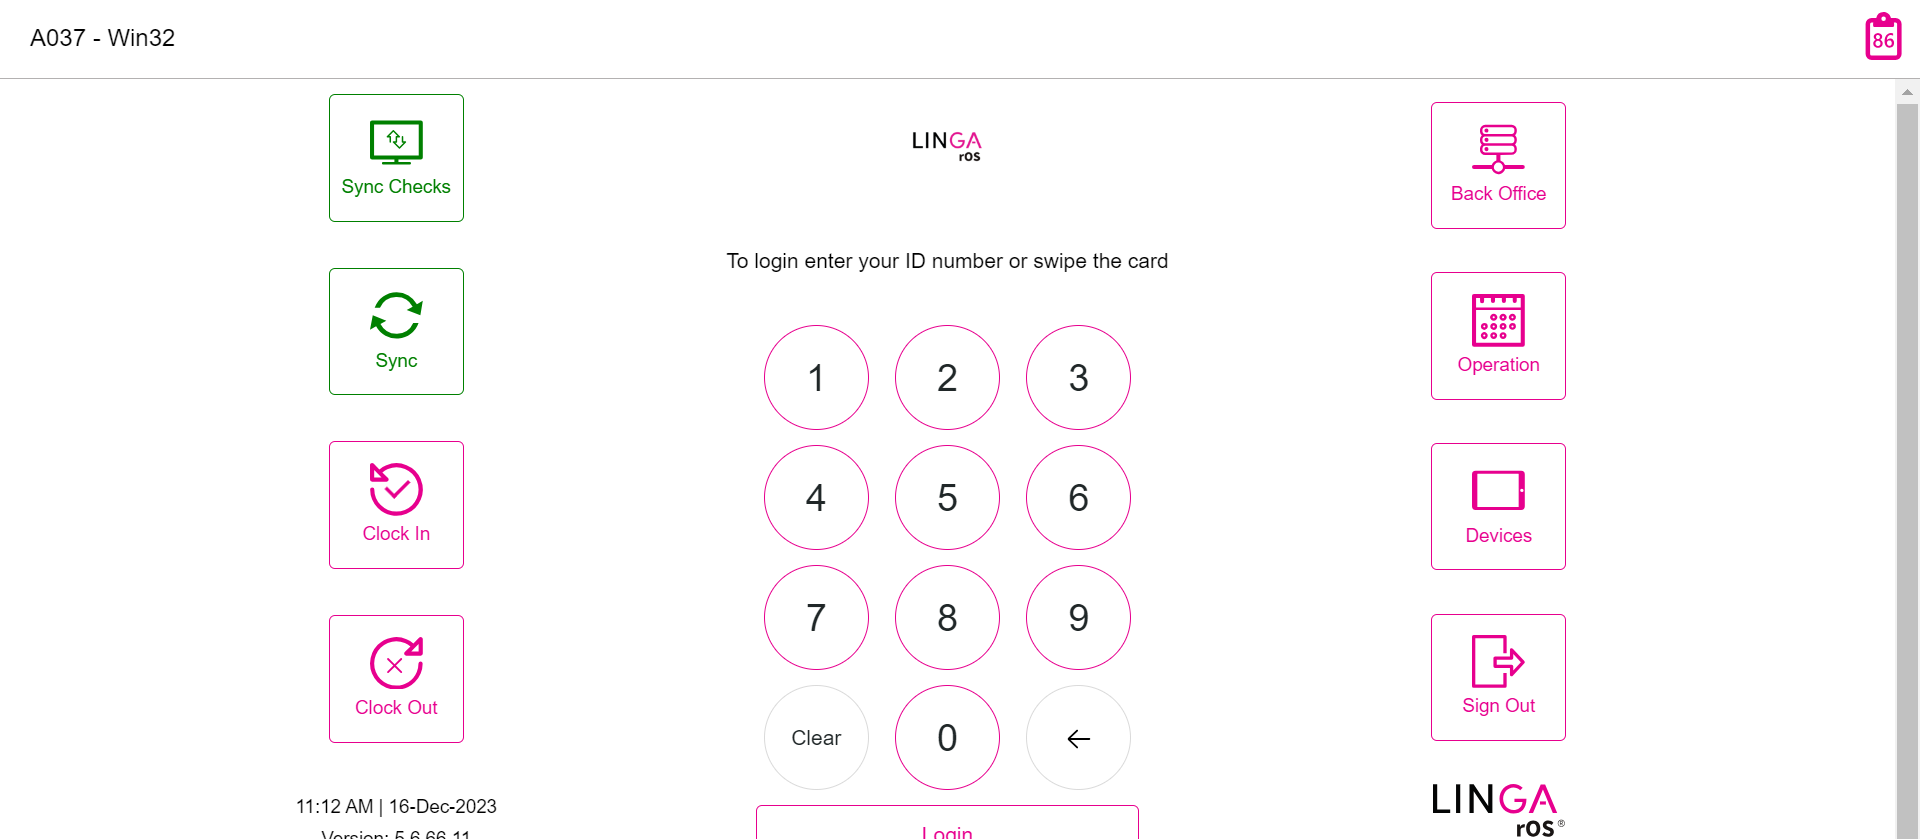 A037 - Win32
86
Sync Checks
Sync
Clock In
Clock Out
11:12 AM | 16-Dec-2023
Version: 5.6.66.11
LINGA
rOS
To login enter your ID number or swipe the card
1 2 3
4 5 6
7 8 9
Clear 0
Login
Back Office
Operation
Devices
Sign Out
LINGA
rOS®